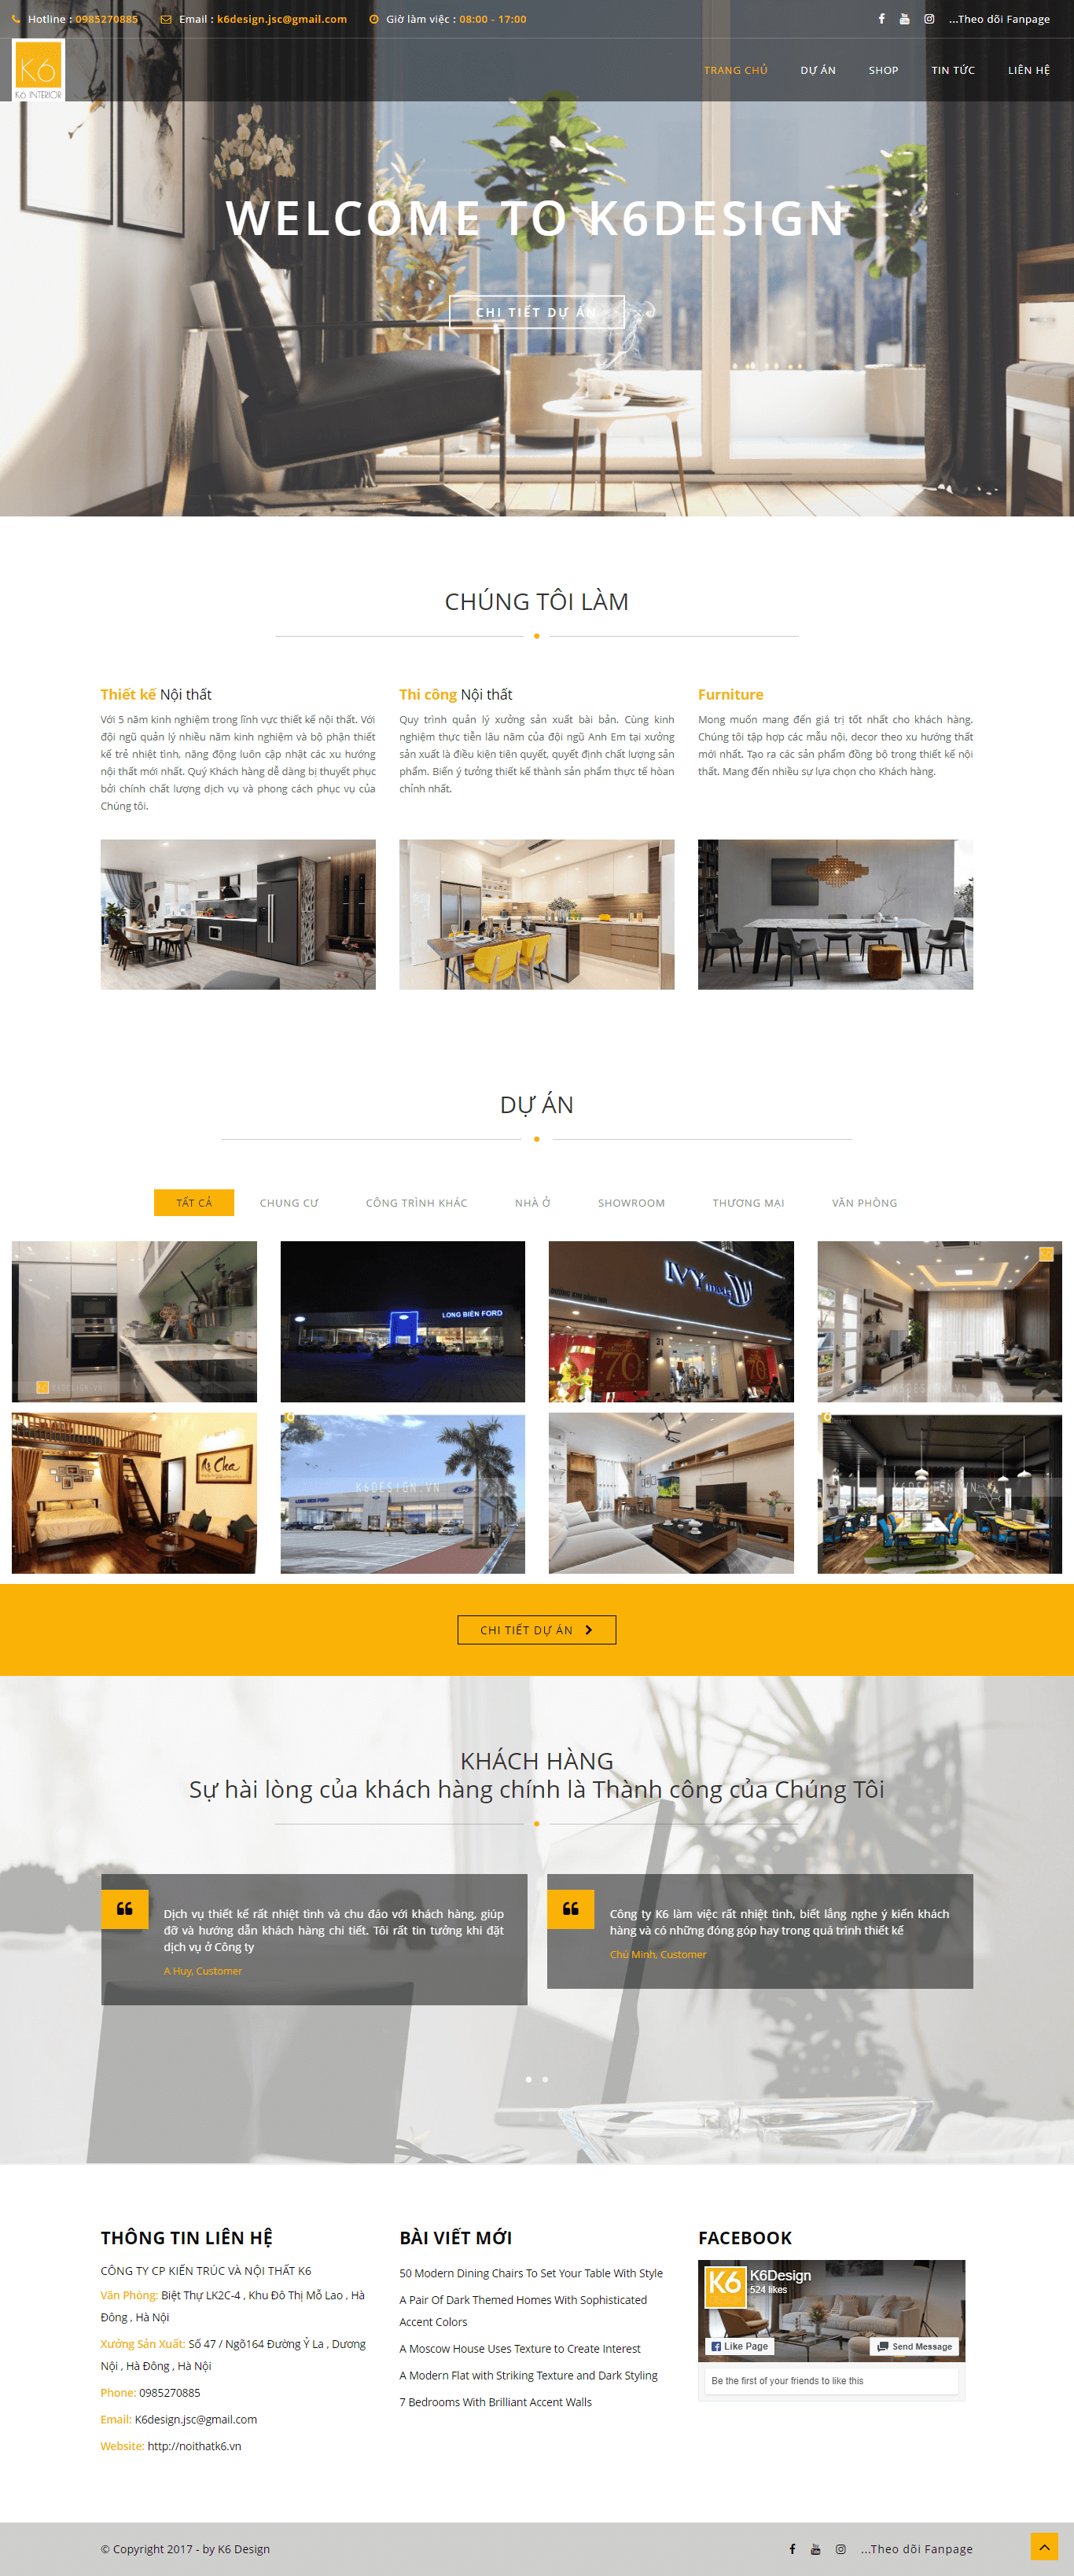 Hotline : 0985270885 Email : k6design.jsc@gmail.com Giờ làm việc : 08:00 - 17:00 ...Theo dõi Fanpage
K6
K6 INTERIOR
TRANG CHỦ DỰ ÁN SHOP TIN TỨC LIÊN HỆ
WELCOME TO K6DESIGN
CHI TIẾT DỰ ÁN
CHÚNG TÔI LÀM
Thiết kế Nội thất
Với 5 năm kinh nghiệm trong lĩnh vực thiết kế nội thất. Với
đội ngũ quản lý nhiều năm kinh nghiệm và bộ phận thiết
kế trẻ nhiệt tình, năng động luôn cập nhật các xu hướng
nội thất mới nhất. Quý Khách hàng dễ dàng bị thuyết phục
bởi chính chất lượng dịch vụ và phong cách phục vụ của
Chúng tôi.
Thi công Nội thất
Quy trình quản lý xưởng sản xuất bài bản. Cùng kinh
nghiệm thực tiễn lâu năm của đội ngũ Anh Em tại xưởng
sản xuất là điều kiện tiên quyết, quyết định chất lượng sản
phẩm. Biến ý tưởng thiết kế thành sản phẩm thực tế hoàn
chỉnh nhất.
Furniture
Mong muốn mang đến giá trị tốt nhất cho khách hàng.
Chúng tôi tập hợp các mẫu nội, decor theo xu hướng thất
mới nhất. Tạo ra các sản phẩm đồng bộ trong thiết kế nội
thất. Mang đến nhiều sự lựa chọn cho Khách hàng.
DỰ ÁN
TẤT CẢ CHUNG CƯ CÔNG TRÌNH KHÁC NHÀ Ở SHOWROOM THƯƠNG MẠI VĂN PHÒNG
K6DESIGN.VN
LONG BIÊN FORD
IVY moda
70
70
K6
K6DESIGN.VN
K6DESIGN.VN
LONG BIEN FORD
Ford
K6DESIGN.VN
CHI TIẾT DỰ ÁN
KHÁCH HÀNG
Sự hài lòng của khách hàng chính là Thành công của Chúng Tôi
Dịch vụ thiết kế rất nhiệt tình và chu đáo với khách hàng, giúp
đỡ và hướng dẫn khách hàng chi tiết. Tôi rất tin tưởng khi đặt
dịch vụ ở Công ty
A Huy, Customer
Công ty K6 làm việc rất nhiệt tình, biết lắng nghe ý kiến khách
hàng và có những đóng góp hay trong quá trình thiết kế
Chú Minh, Customer
THÔNG TIN LIÊN HỆ
CÔNG TY CP KIẾN TRÚC VÀ NỘI THẤT K6
Văn Phòng: Biệt Thự LK2C-4 , Khu Đô Thị Mỗ Lao , Hà
Đông , Hà Nội
Xưởng Sản Xuất: Số 47 / Ngõ164 Đường Ỷ La , Dương
Nội , Hà Đông , Hà Nội
Phone: 0985270885
Email: K6design.jsc@gmail.com
Website: http://noithatk6.vn
BÀI VIẾT MỚI
50 Modern Dining Chairs To Set Your Table With Style
A Pair Of Dark Themed Homes With Sophisticated
Accent Colors
A Moscow House Uses Texture to Create Interest
A Modern Flat with Striking Texture and Dark Styling
7 Bedrooms With Brilliant Accent Walls
FACEBOOK
K6
K6Design
524 likes
Like Page Send Message
Be the first of your friends to like this
© Copyright 2017 - by K6 Design ...Theo dõi Fanpage